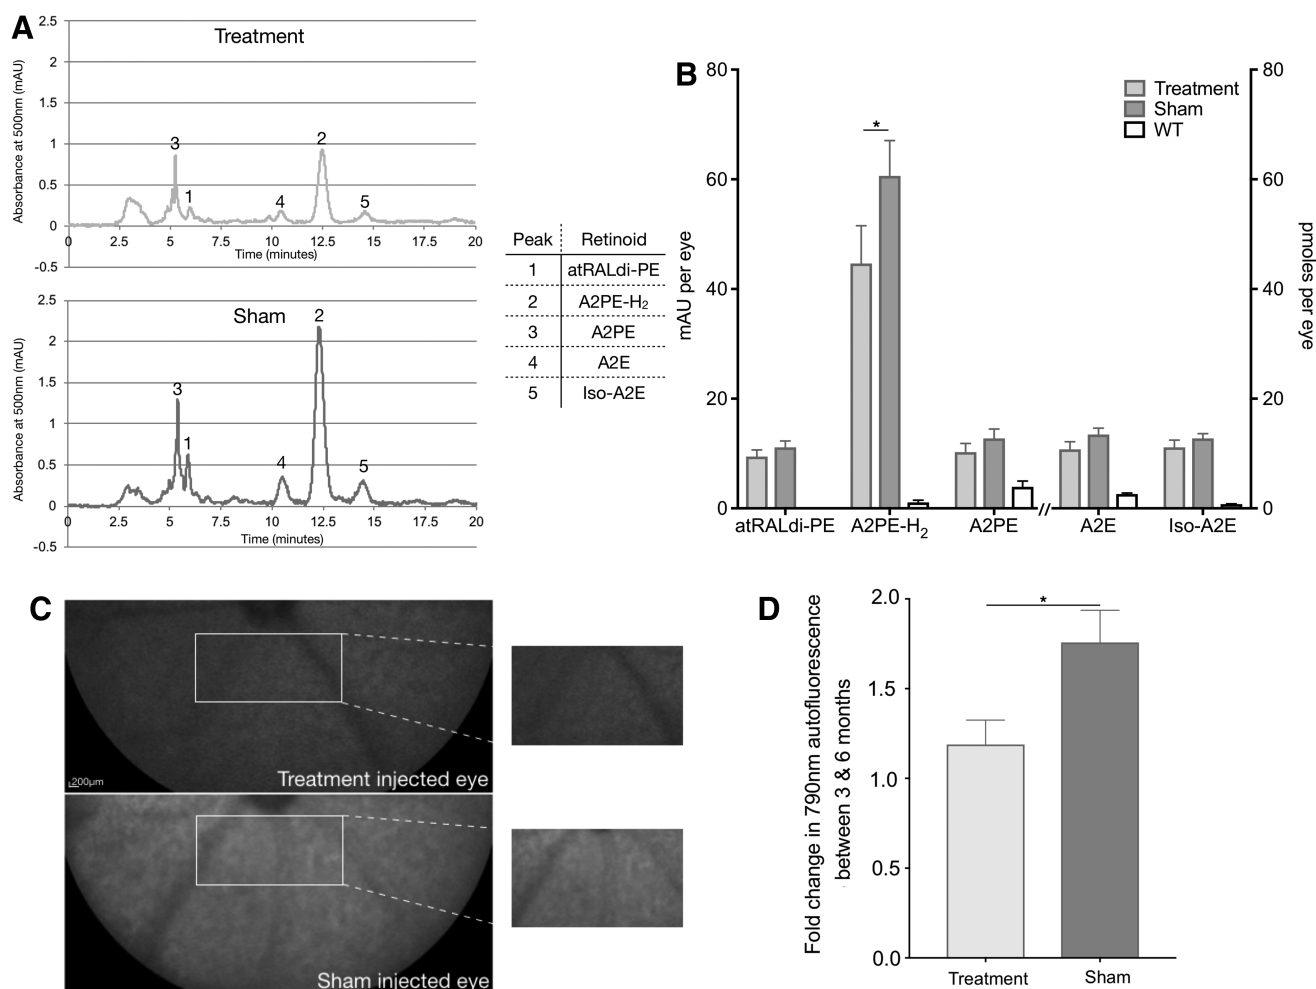 A
Treatment
Absorbance at 500nm (mAU)
2.5
2
1.5
1
0.5
0
-0.5
3
1
4
2
5
0 2.5 5 7.5 10 12.5 15 17.5 20
Time (minutes)
Sham
Absorbance at 500nm (mAU)
2.5
2
1.5
1
0.5
0
-0.5
3
1
4
2
5
0 2.5 5 7.5 10 12.5 15 17.5 20
Time (minutes)
Peak Retinoid
1 atRALdi-PE
2 A2PE-H₂
3 A2PE
4 A2E
5 Iso-A2E
B
mAU per eye
80
60
40
20
0
*
Treatment
Sham
WT
80
60
40
20
0
pmoles per eye
atRALdi-PE A2PE-H₂ A2PE // A2E Iso-A2E
C
200µm
Treatment injected eye
Sham injected eye
D
Fold change in 790nm autofluorescence
between 3 & 6 months
2.0
1.5
1.0
0.5
0.0
*
Treatment Sham